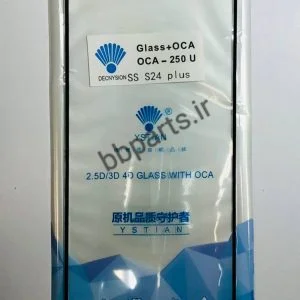 Glass+OCA
OCA-250 U
DEONYSION SS S24 plus
®
YSTIAN
bbparts.ir
2.5D/3D 4D GLASS WITH OCA
原机品质守护者
YSTIAN